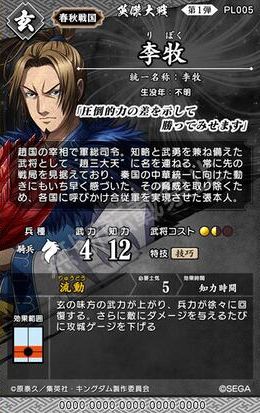 玄
春秋戦国
英傑大戦
第1弾
PL005
りぼく
李牧
統一名称：李牧
生没年：不明
「圧倒的力の差を示して
勝ってみせます」
趙国の宰相で軍総司令。知略と武勇を兼ね備えた
武将として“趙三大天”に名を連ねる。常に先の
戦局を見据えており、秦国の中華統一に向けた動
きにもいち早く感づいた。その脅威を取り除くた
め、各国に呼びかけ合従軍を実現させた張本人。
兵種
武力
知力
武将コスト
騎兵
4
12
特技
技巧
りゅうどう
流動
必要士気
5
効果時間
知力時間
効果範囲
玄の味方の武力が上がり、兵力が徐々に回
復する。さらに敵にダメージを与えるたび
に攻城ゲージを下げる
©原泰久／集英社・キングダム製作委員会
©SEGA
0000-0000-0000-0000-0000